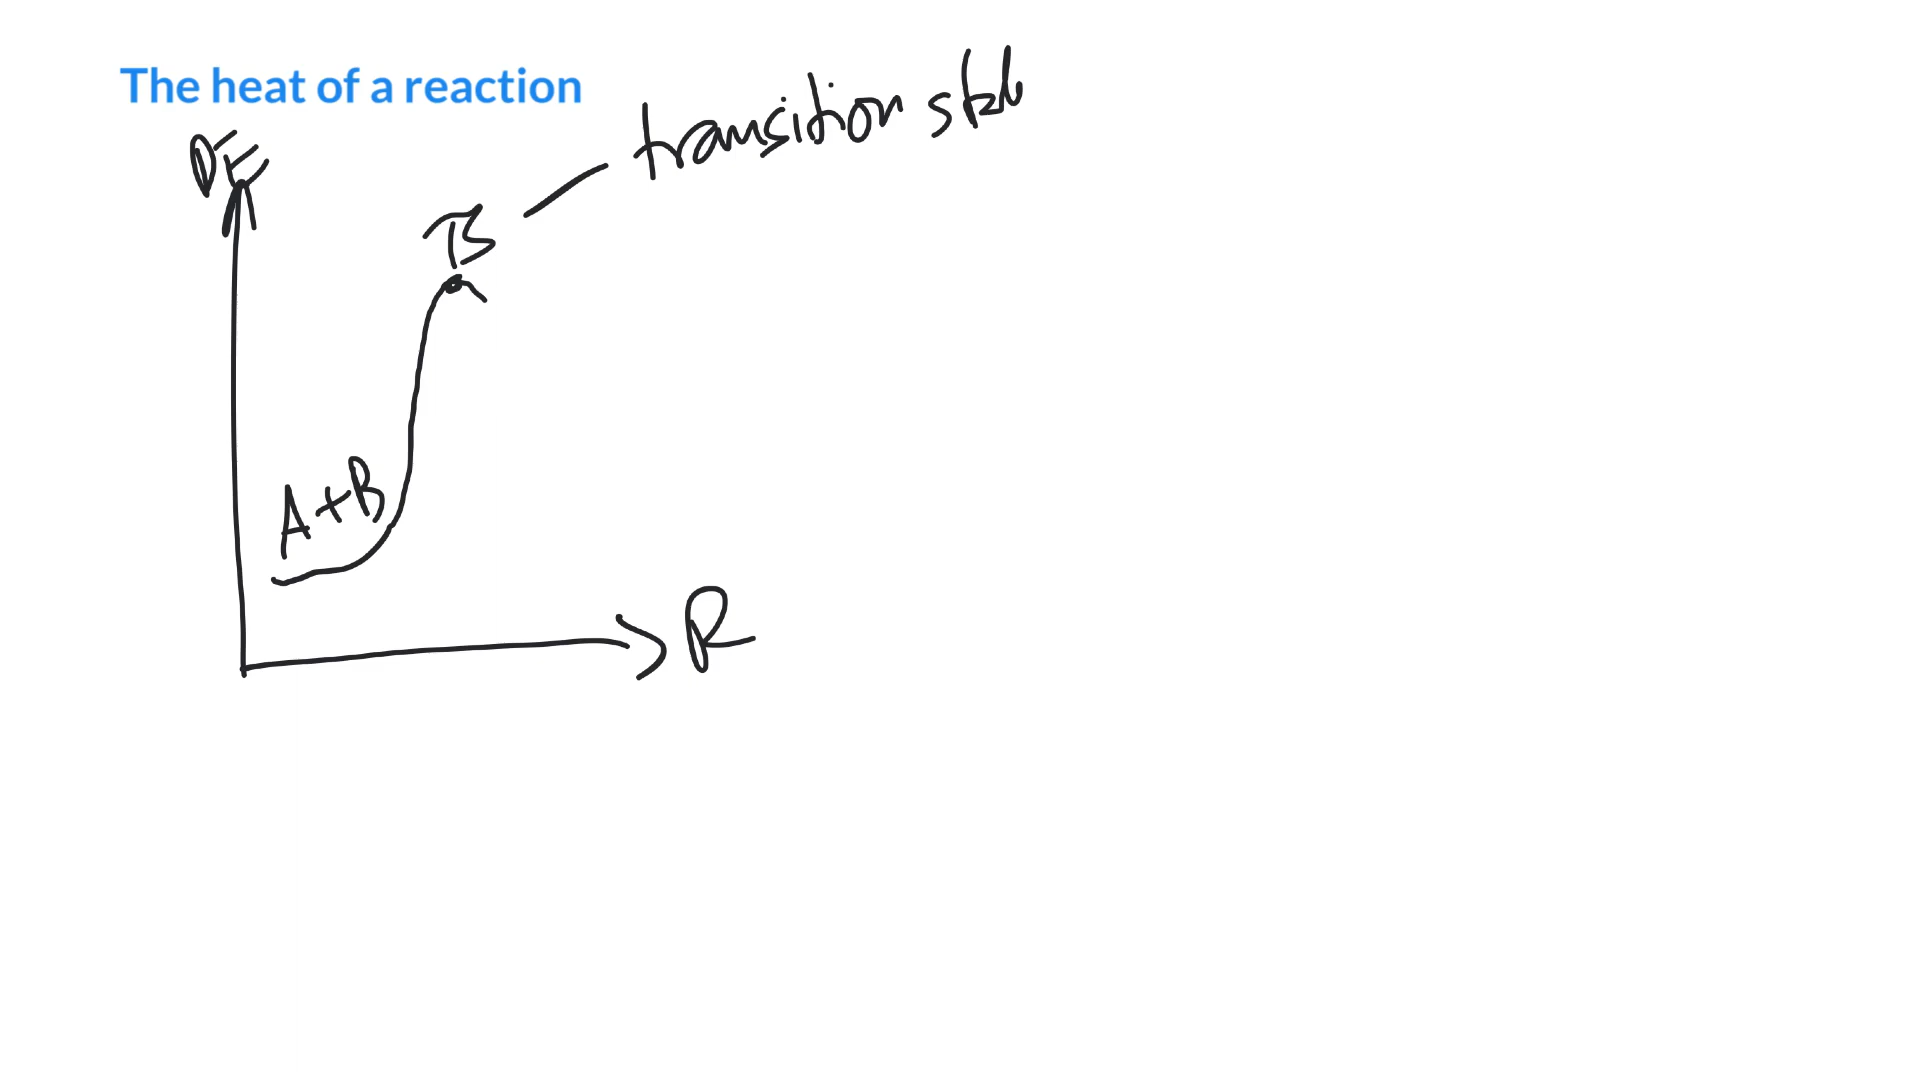 The heat of a reaction
PE
transition state
TS
A+B
R